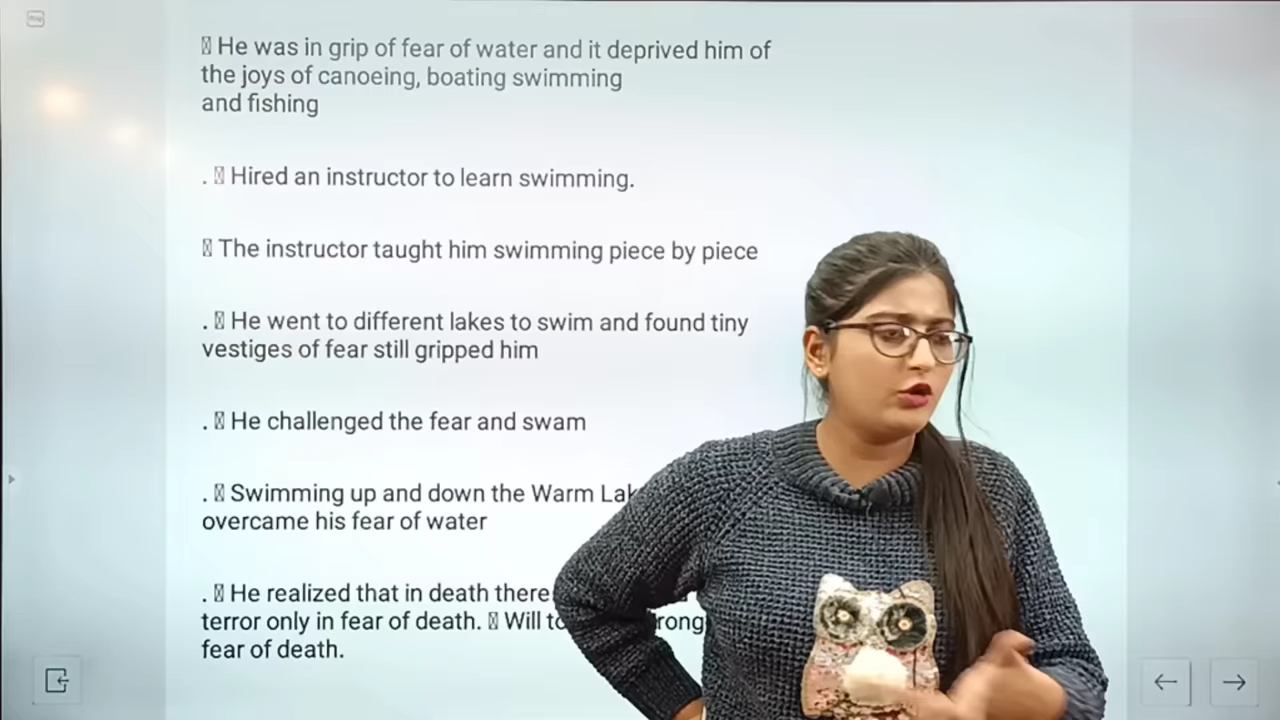 He was in grip of fear of water and it deprived him of
the joys of canoeing, boating swimming
and fishing
. Hired an instructor to learn swimming.
The instructor taught him swimming piece by piece
. He went to different lakes to swim and found tiny
vestiges of fear still gripped him
. He challenged the fear and swam
. Swimming up and down the Warm
overcame his fear of water
. He realized that in death there
terror only in fear of death. Will
fear of death.